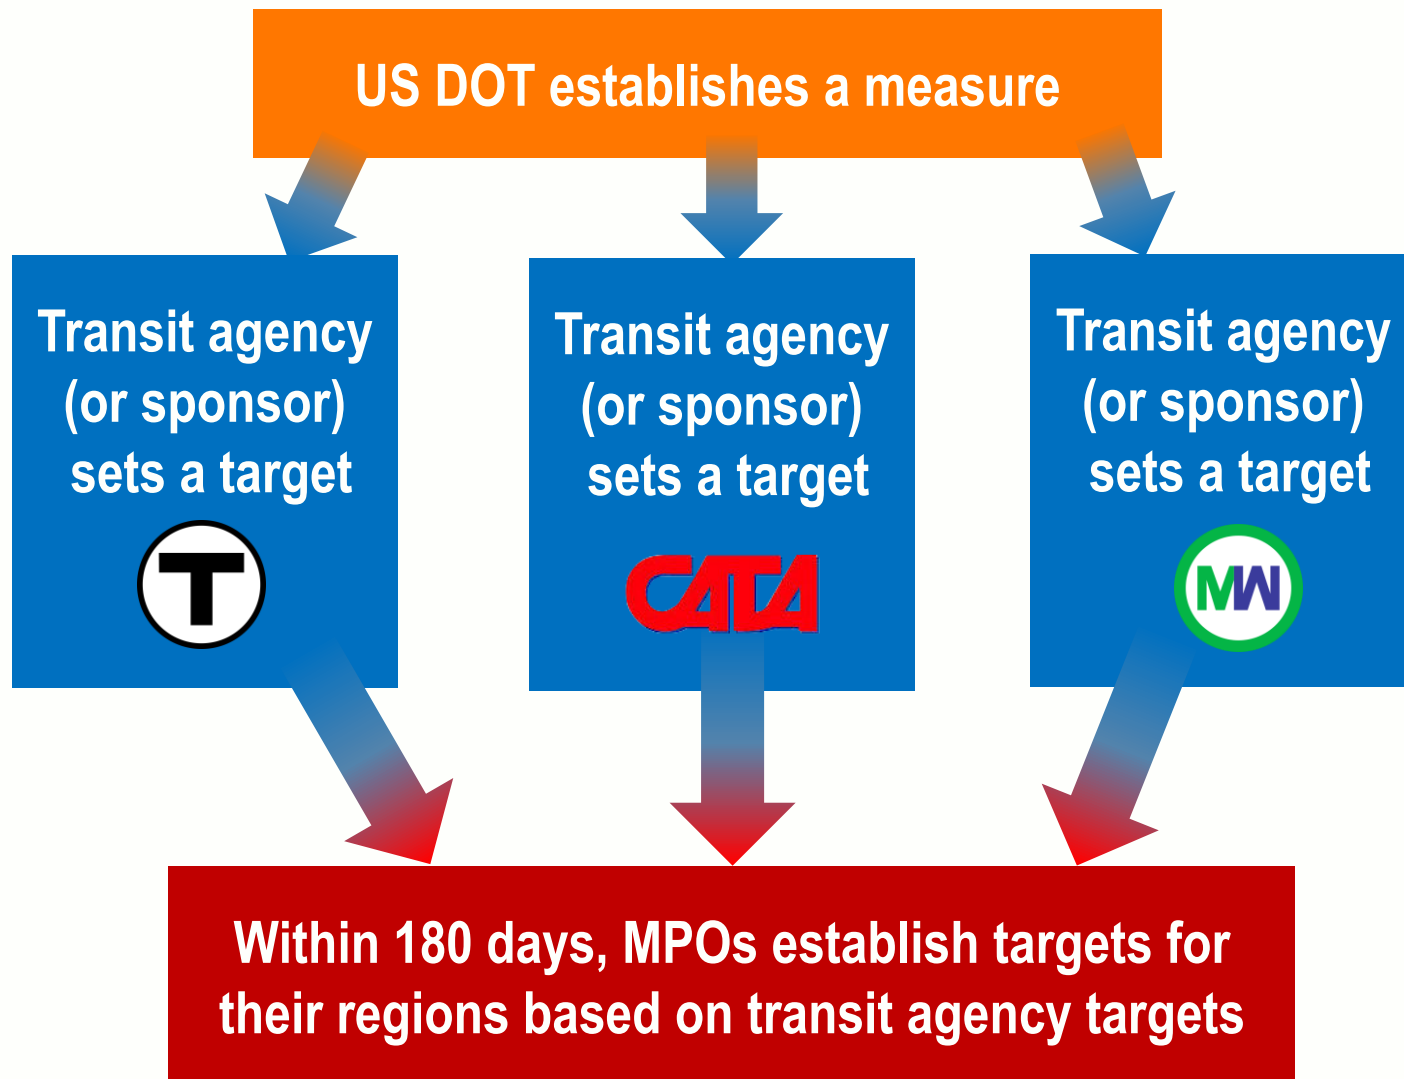 US DOT establishes a measure
Transit agency
(or sponsor)
sets a target
T
Transit agency
(or sponsor)
sets a target
CATA
Transit agency
(or sponsor)
sets a target
MW
Within 180 days, MPOs establish targets for
their regions based on transit agency targets